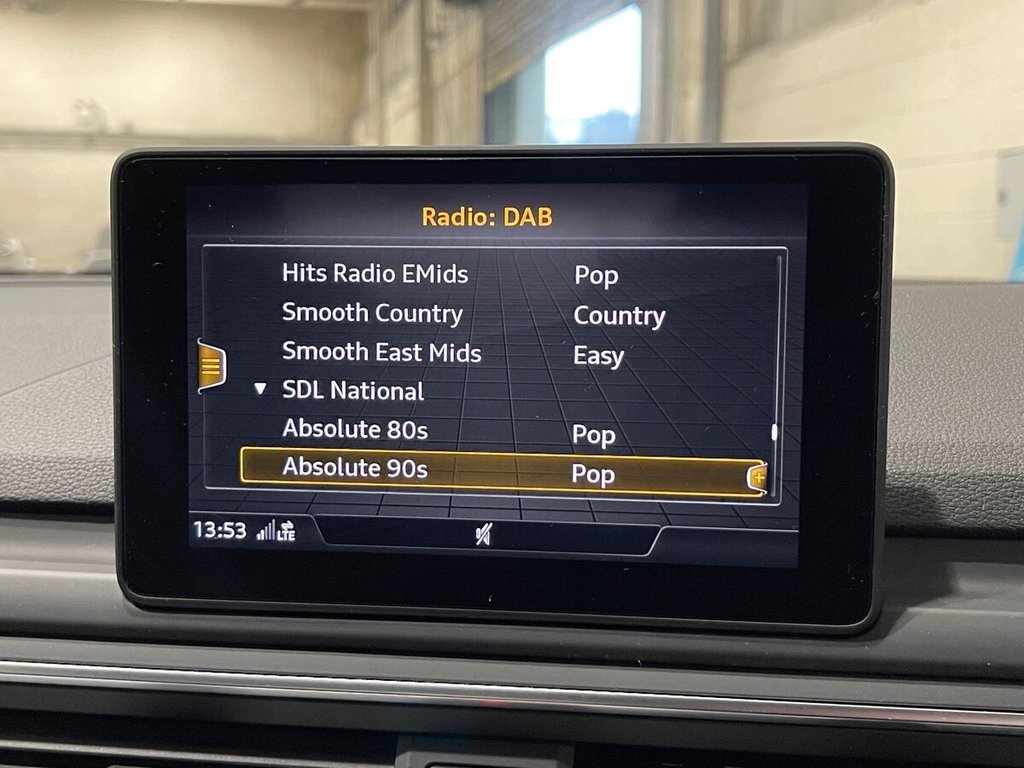 Radio: DAB
Hits Radio EMids Pop
Smooth Country Country
Smooth East Mids Easy
SDL National
Absolute 80s Pop
Absolute 90s Pop
13:53 LTE